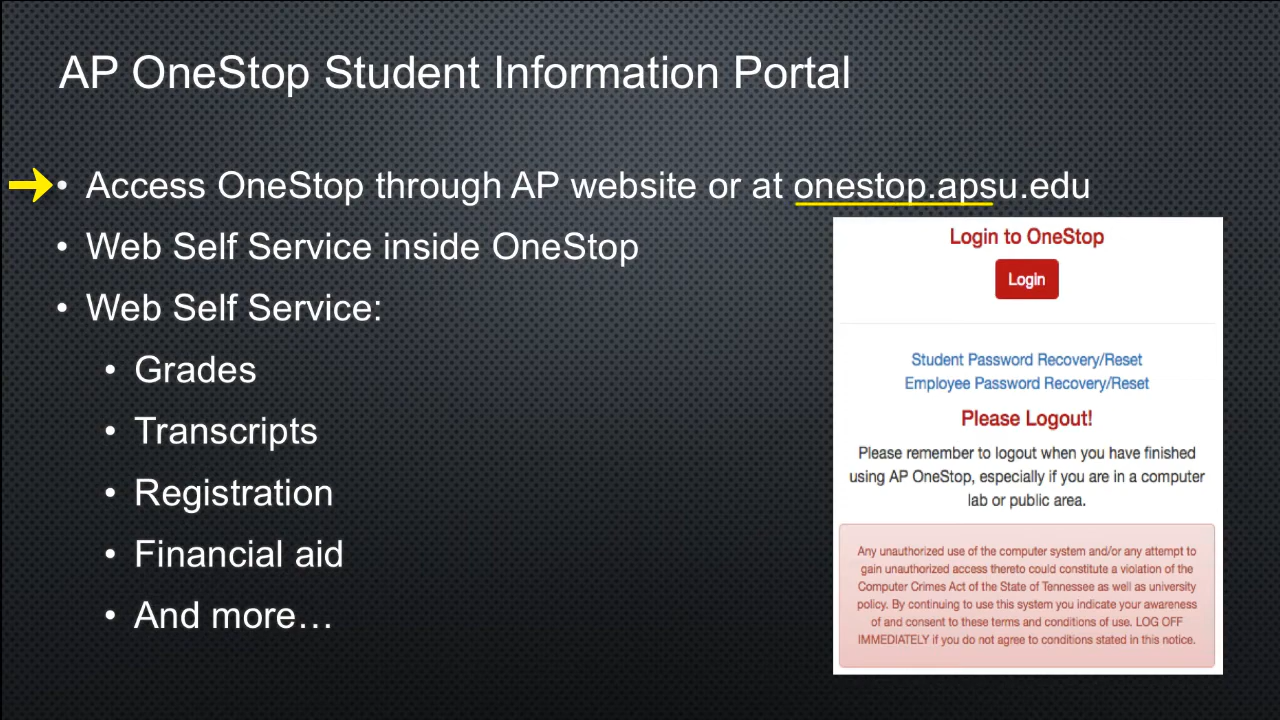 AP OneStop Student Information Portal
• Access OneStop through AP website or at onestop.apsu.edu
• Web Self Service inside OneStop
• Web Self Service:
• Grades
• Transcripts
• Registration
• Financial aid
• And more…
Login to OneStop
Login
Student Password Recovery/Reset
Employee Password Recovery/Reset
Please Logout!
Please remember to logout when you have finished
using AP OneStop, especially if you are in a computer
lab or public area.
Any unauthorized use of the computer system and/or any attempt to
gain unauthorized access thereto could constitute a violation of the
Computer Crimes Act of the State of Tennessee as well as university
policy. By continuing to use this system you indicate your awareness
of and consent to these terms and conditions of use. LOG OFF
IMMEDIATELY if you do not agree to conditions stated in this notice.